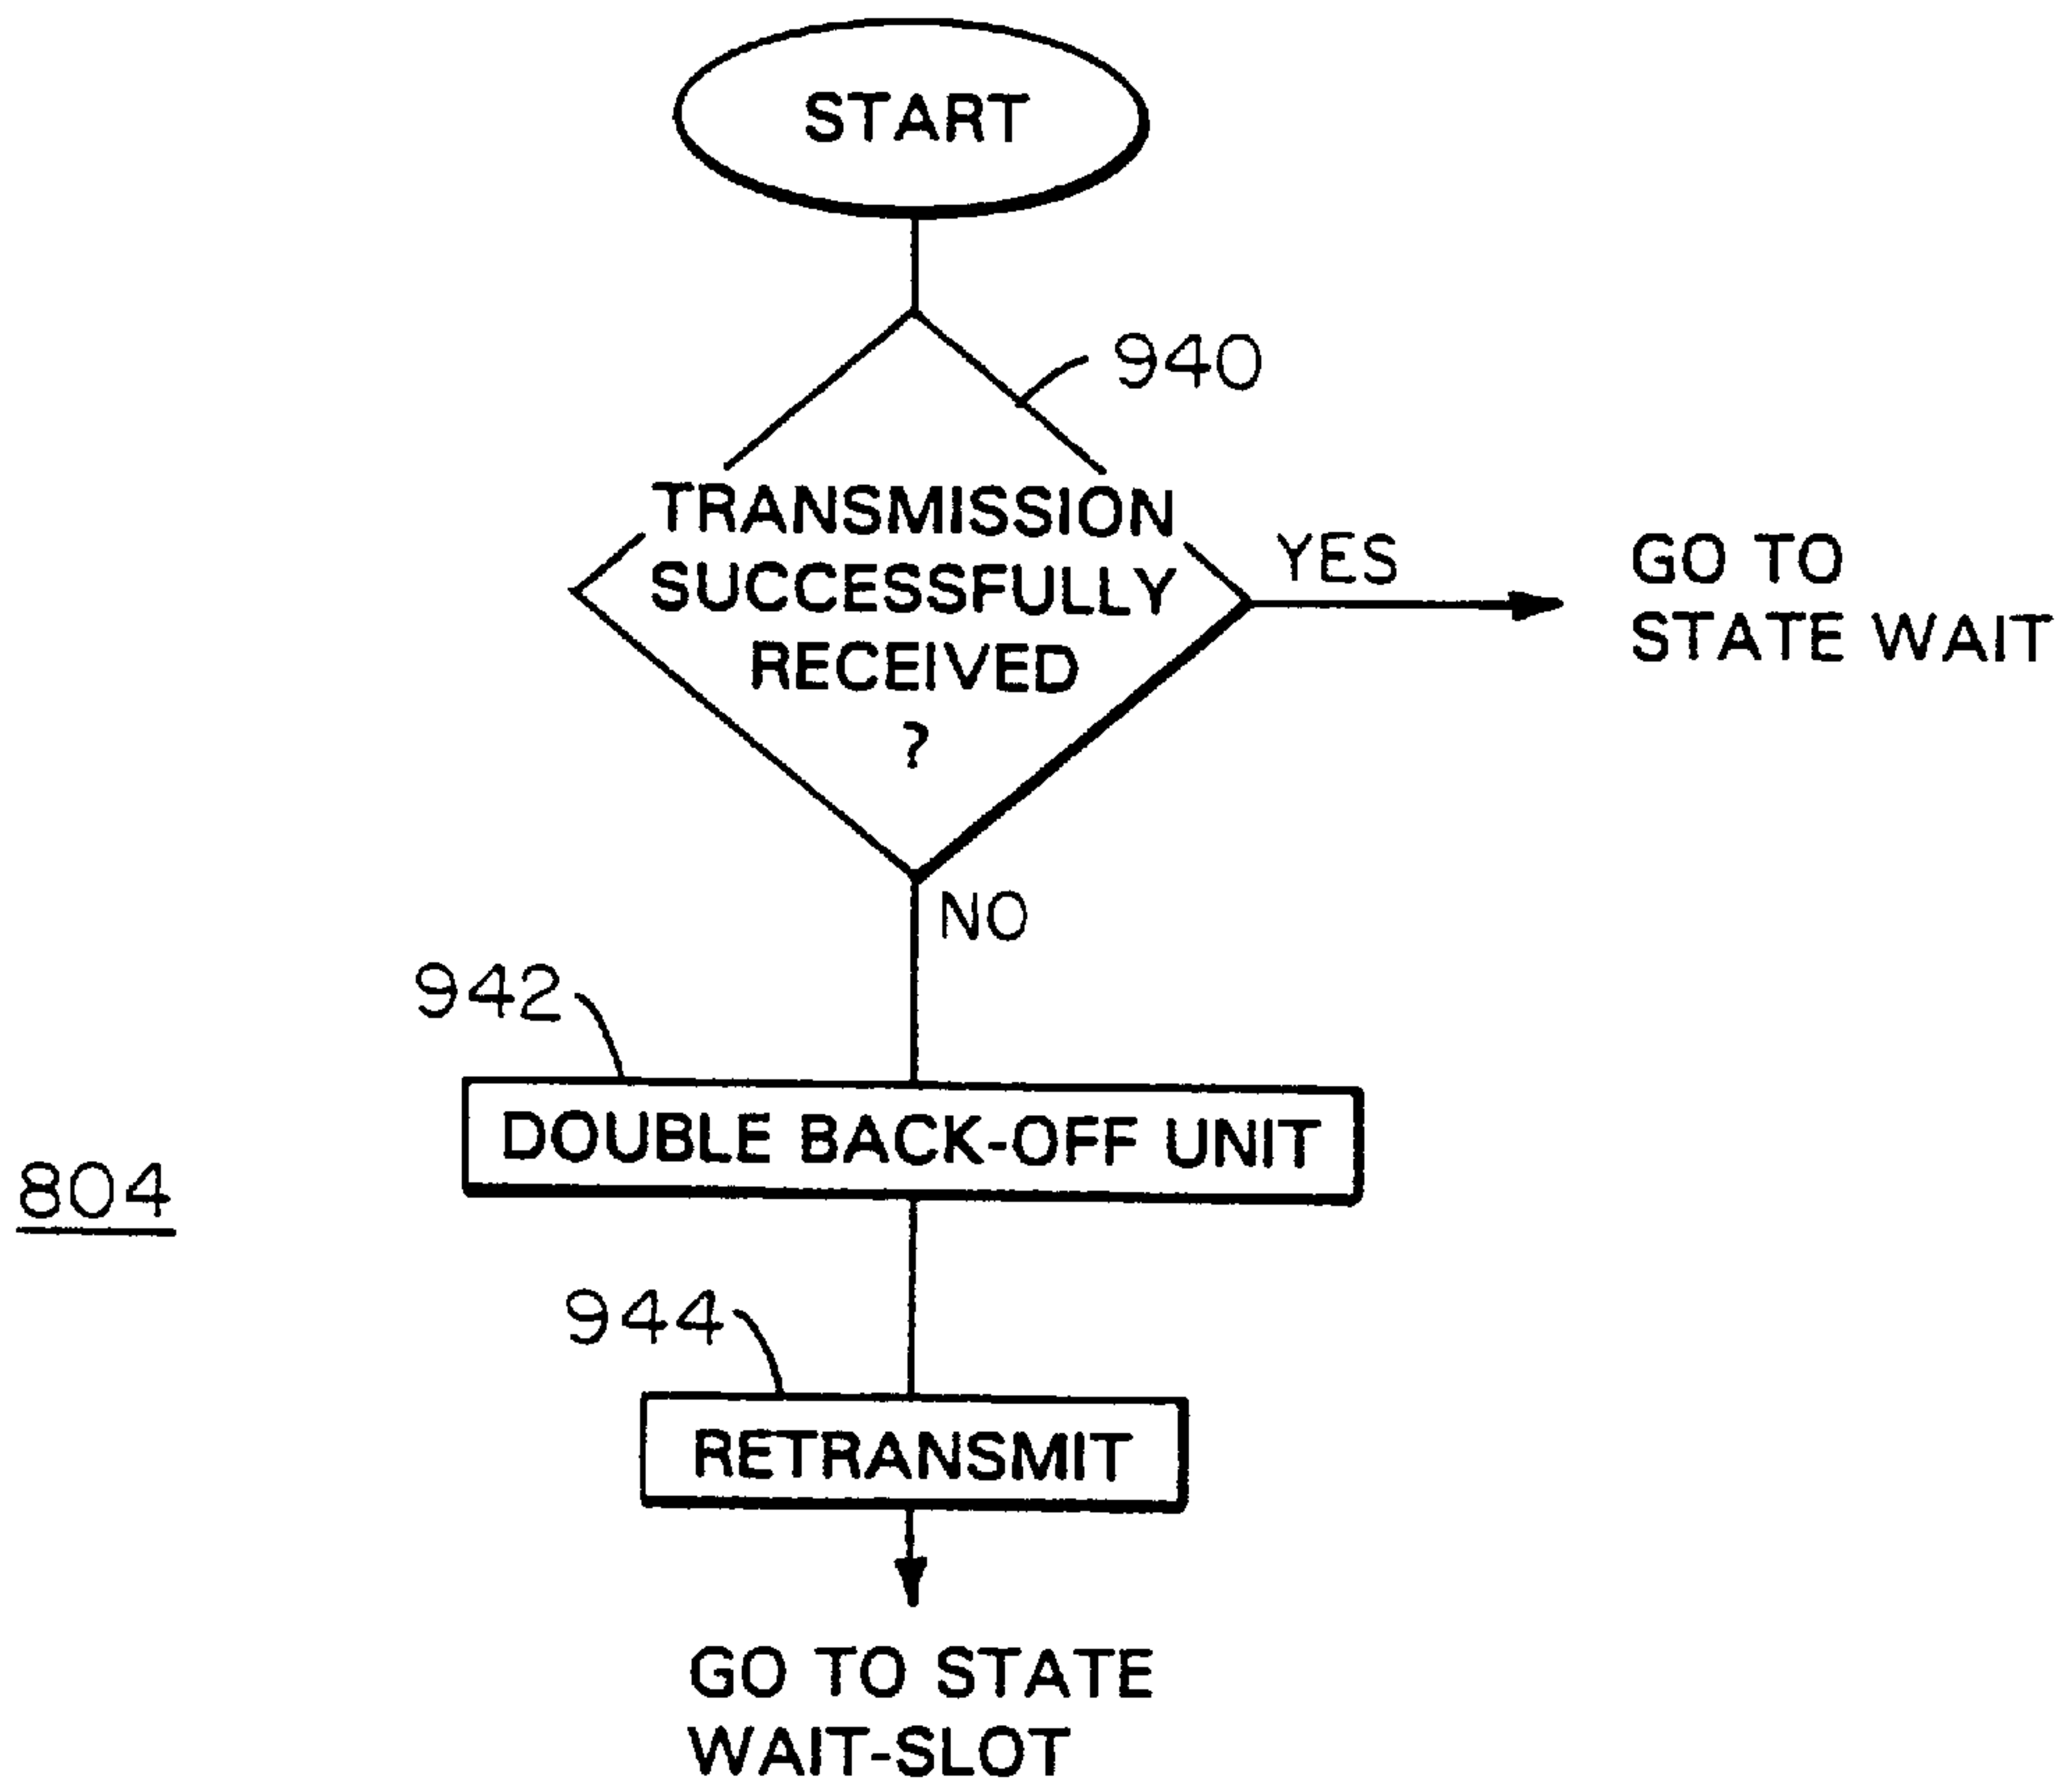 START
940
TRANSMISSION
SUCCESSFULLY
RECEIVED
?
YES
GO TO
STATE WAIT
NO
942
DOUBLE BACK-OFF UNIT
804
944
RETRANSMIT
GO TO STATE
WAIT-SLOT